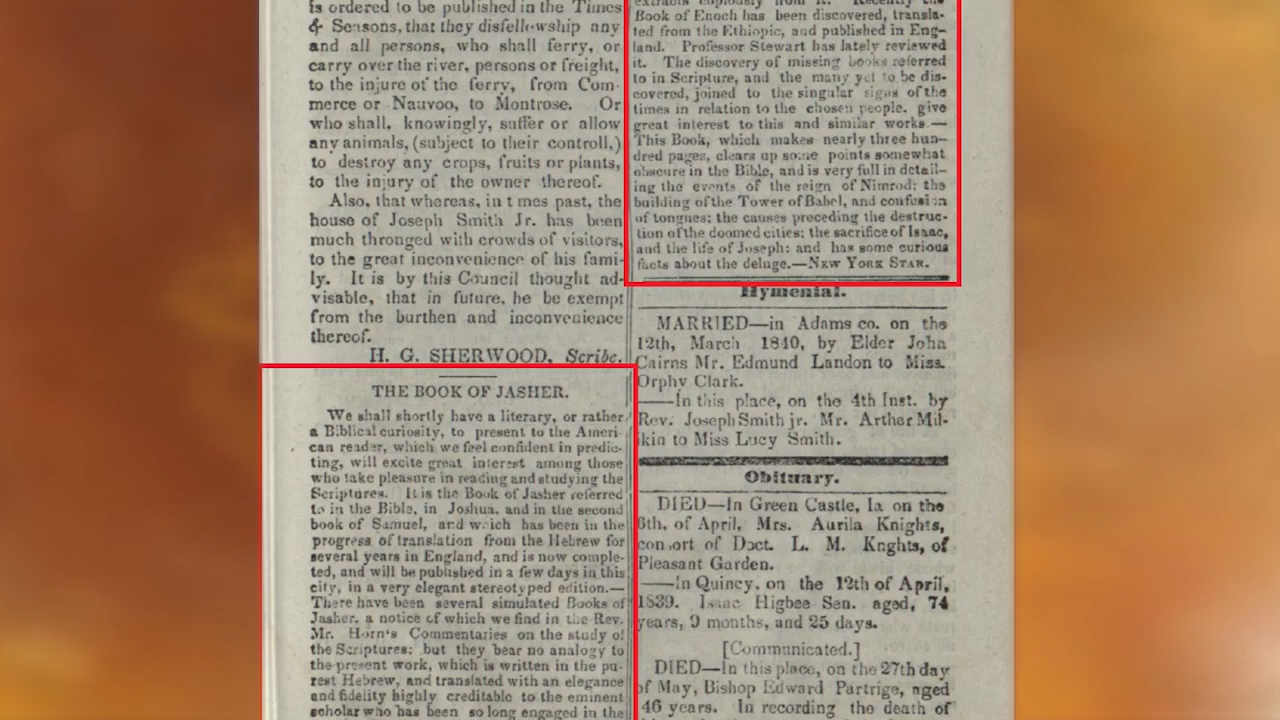 is ordered to be published in the Times
& Seasons, that they disfellowship any
and all persons, who shall ferry, or
carry over the river, persons or freight,
to the injure of the ferry, from Com-
merce or Nauvoo, to Montrose. Or
who shall, knowingly, suffer or allow
any animals, (subject to their controll,)
to destroy any crops, fruits or plants,
to the injury of the owner thereof.
Also, that whereas, in t mes past, the
house of Joseph Smith Jr. has been
much thronged with crowds of visitors,
to the great inconvenience of his fami-
ly. It is by this Council thought ad-
visable, that in future, he be exempt
from the burthen and inconvenience
thereof.
H. G. SHERWOOD, Scribe.
THE BOOK OF JASHER.
We shall shortly have a literary, or rather
a Biblical curiosity, to present to the Ameri-
can reader, which we feel confident in predic-
ting, will excite great interest among those
who take pleasure in reading and studying the
Scriptures. It is the Book of Jasher referred
to in the Bible, in Joshua, and in the second
book of Samuel, and which has been in the
progress of translation from the Hebrew for
several years in England, and is now comple-
ted, and will be published in a few days in this
city, in a very elegant stereotyped edition.—
There have been several simulated Books of
Jasher, a notice of which we find in the Rev.
Mr. Horn's Commentaries on the study of
the Scriptures; but they bear no analogy to
the present work, which is written in the pu-
rest Hebrew, and translated with an elegance
and fidelity highly creditable to the eminent
scholar who has been so long engaged in the
extracts copiously from it. Recently the
Book of Enoch has been discovered, transla-
ted from the Ethiopic, and published in Eng-
land. Professor Stewart has lately reviewed
it. The discovery of missing books referred
to in Scripture, and the many yet to be dis-
covered, joined to the singular signs of the
times in relation to the chosen people, give
great interest to this and similar works.—
This Book, which makes nearly three hun-
dred pages, clears up some points somewhat
obscure in the Bible, and is very full in detail-
ing the events of the reign of Nimrod; the
building of the Tower of Babel, and confusion
of tongues; the causes preceding the destruc-
tion of the doomed cities; the sacrifice of Isaac,
and the life of Joseph; and has some curious
facts about the deluge.—NEW YORK STAR.
Hymenial.
MARRIED—in Adams co. on the
12th, March 1840, by Elder John
Cairns Mr. Edmund Landon to Miss.
Orphy Clark.
——In this place, on the 4th Inst. by
Rev. Joseph Smith jr. Mr. Arther Mil-
kin to Miss Lucy Smith.
Obituary.
DIED—In Green Castle, Ia on the
6th, of April, Mrs. Aurila Knights,
consort of Doct. L. M. Knghts, of
Pleasant Garden.
——In Quincy, on the 12th of April,
1839. Isaac Higbee Sen. aged, 74
years, 9 months, and 25 days.
[Communicated.]
DIED—In this place, on the 27th day
of May, Bishop Edward Partrige, aged
46 years. In recording the death of